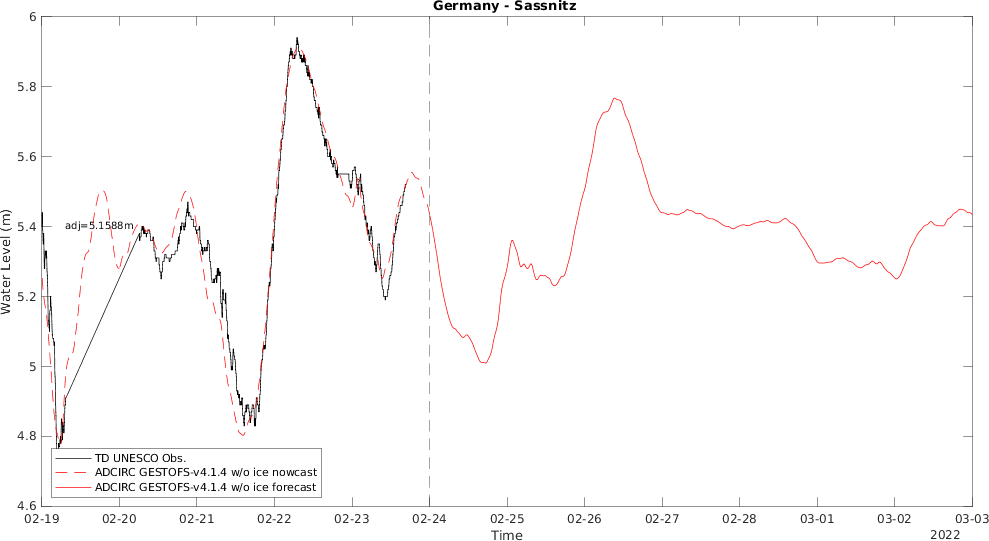 Germany - Sassnitz
6
5.8
5.6
5.4
5.2
5
4.8
4.6
Water Level (m)
adj=5.1588m
TD UNESCO Obs.
ADCIRC GESTOFS-v4.1.4 w/o ice nowcast
ADCIRC GESTOFS-v4.1.4 w/o ice forecast
02-19 02-20 02-21 02-22 02-23 02-24 02-25 02-26 02-27 02-28 03-01 03-02 03-03
Time
2022